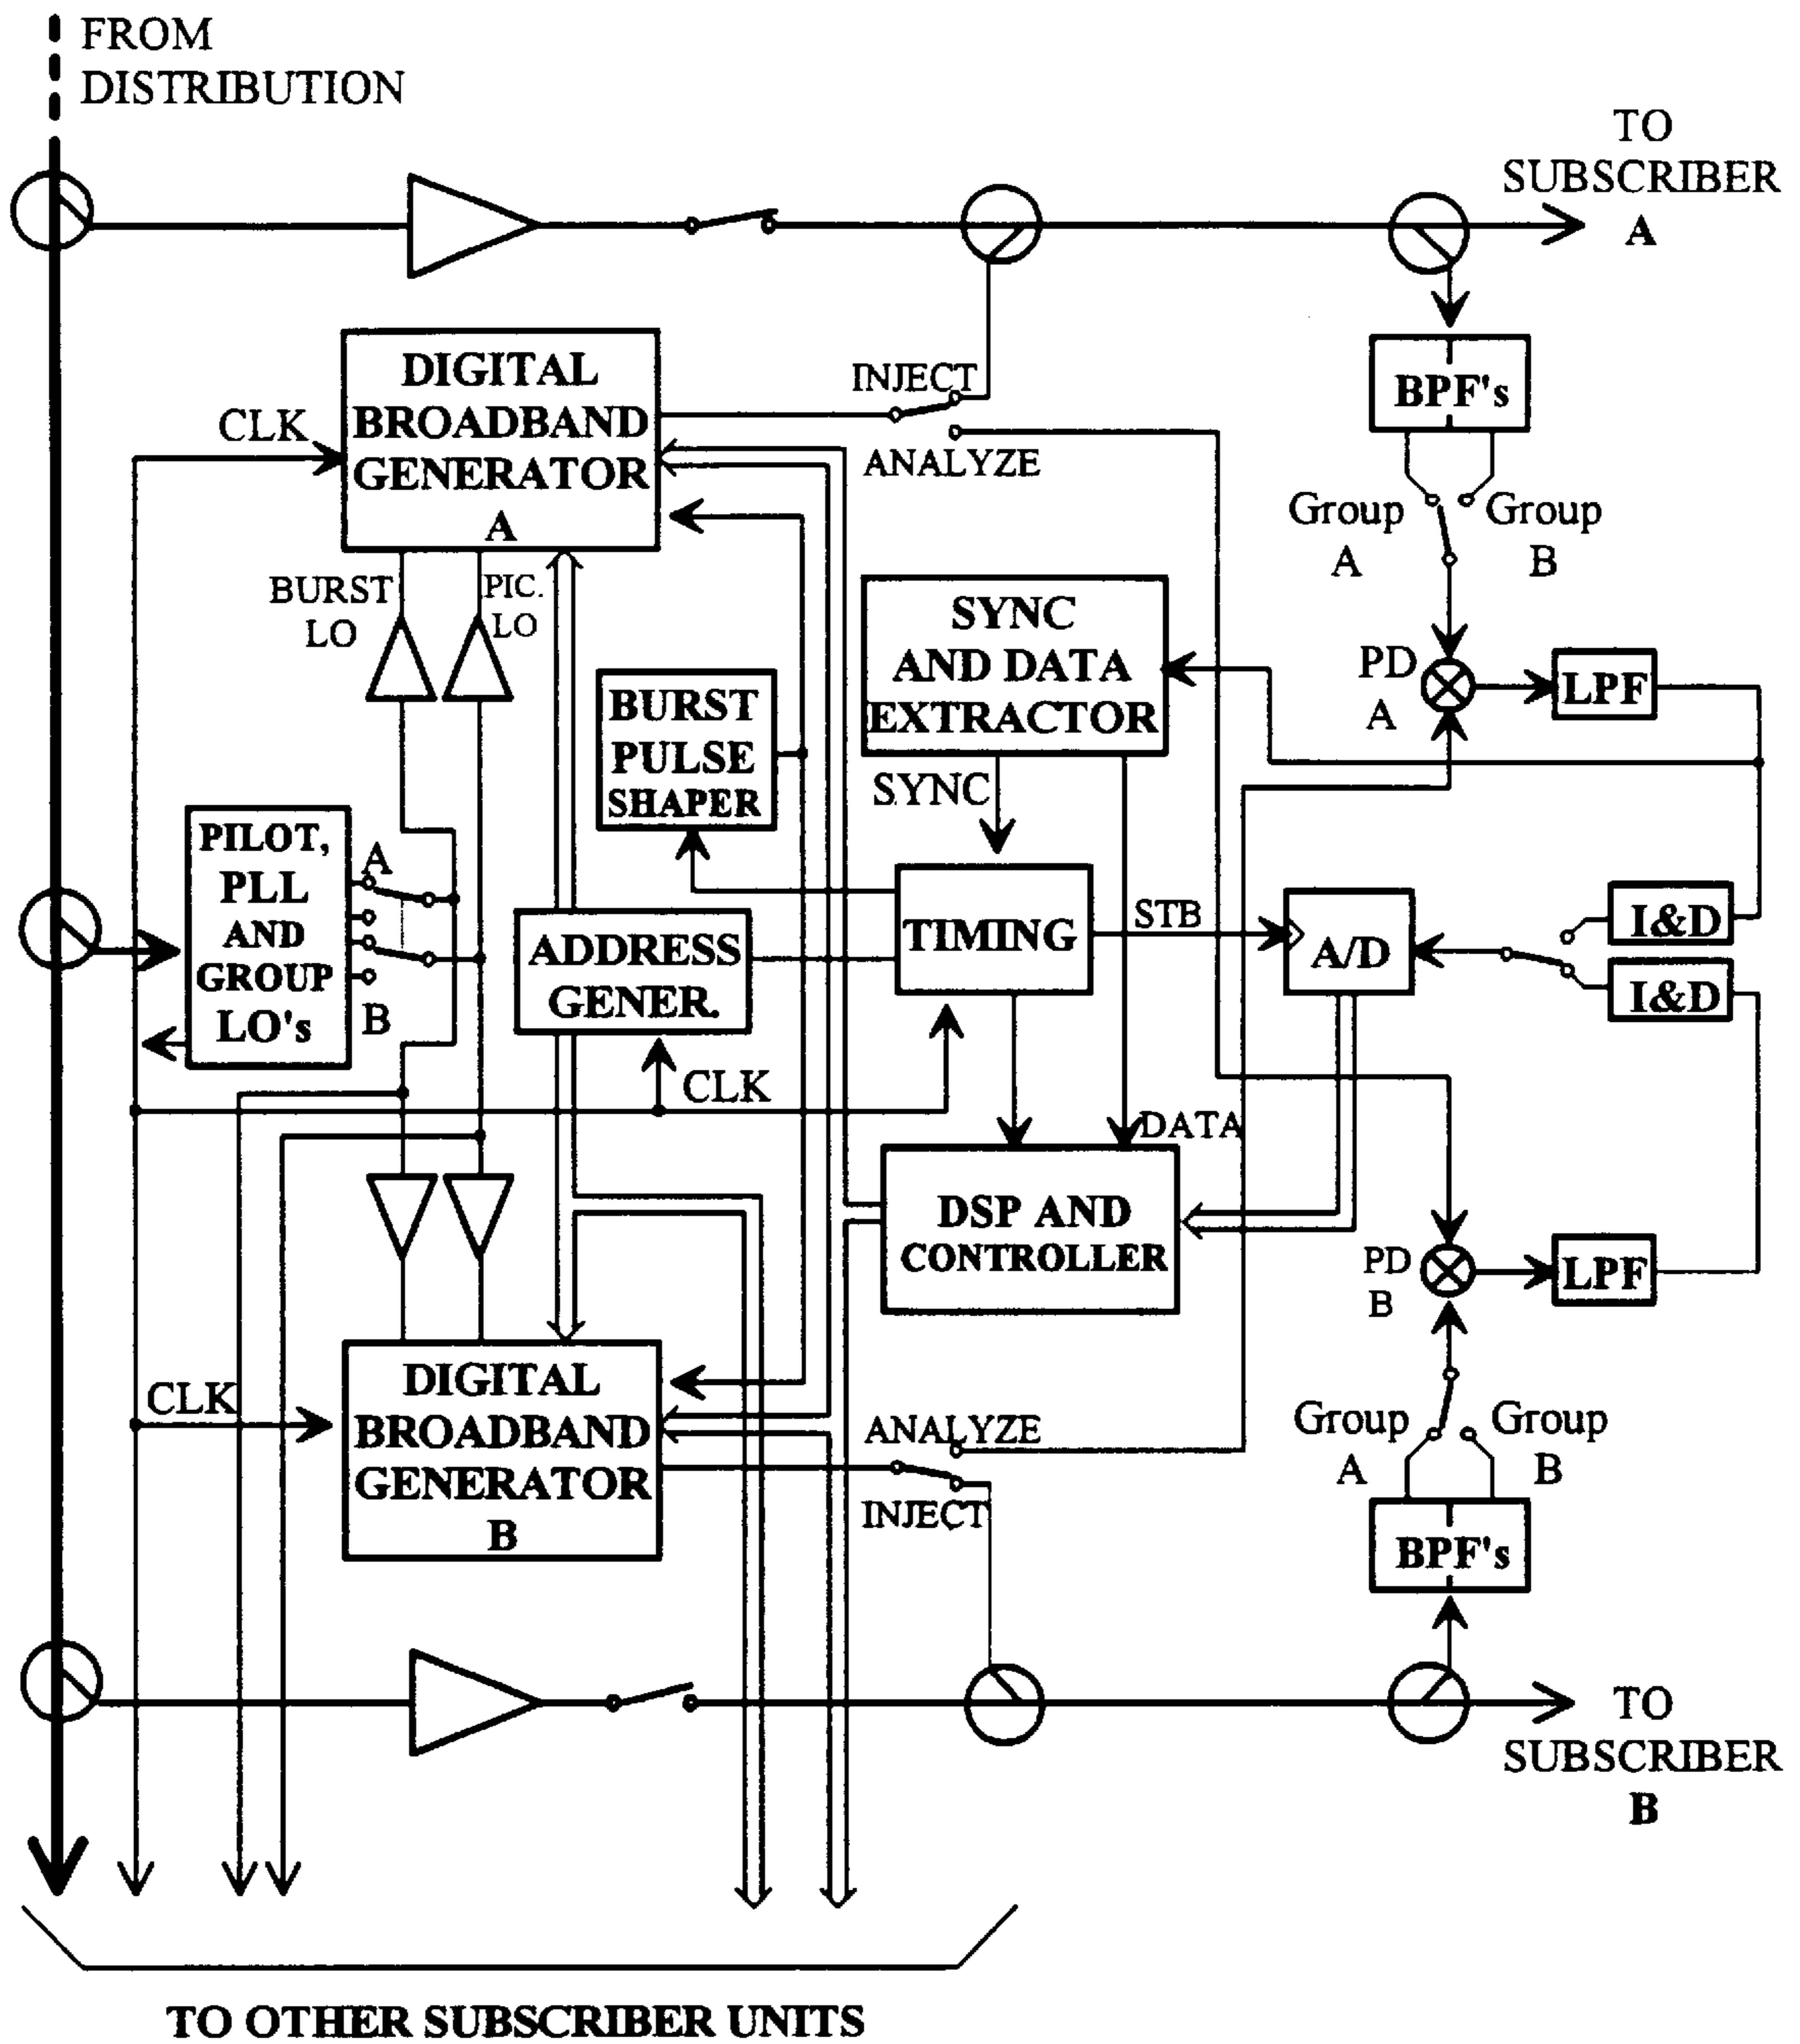 FROM
DISTRIBUTION
TO
SUBSCRIBER
A
DIGITAL
BROADBAND
GENERATOR
A
CLK
INJECT
ANALYZE
BPF's
Group
A
Group
B
BURST
LO
PIC.
LO
SYNC
AND DATA
EXTRACTOR
PD
A
LPF
BURST
PULSE
SHAPER
SYNC
PILOT,
PLL
AND
GROUP
LO's
A
B
ADDRESS
GENER.
TIMING
STB
A/D
I&D
I&D
CLK
DATA
DSP AND
CONTROLLER
PD
B
LPF
DIGITAL
BROADBAND
GENERATOR
B
CLK
ANALYZE
INJECT
Group
A
Group
B
BPF's
TO
SUBSCRIBER
B
TO OTHER SUBSCRIBER UNITS